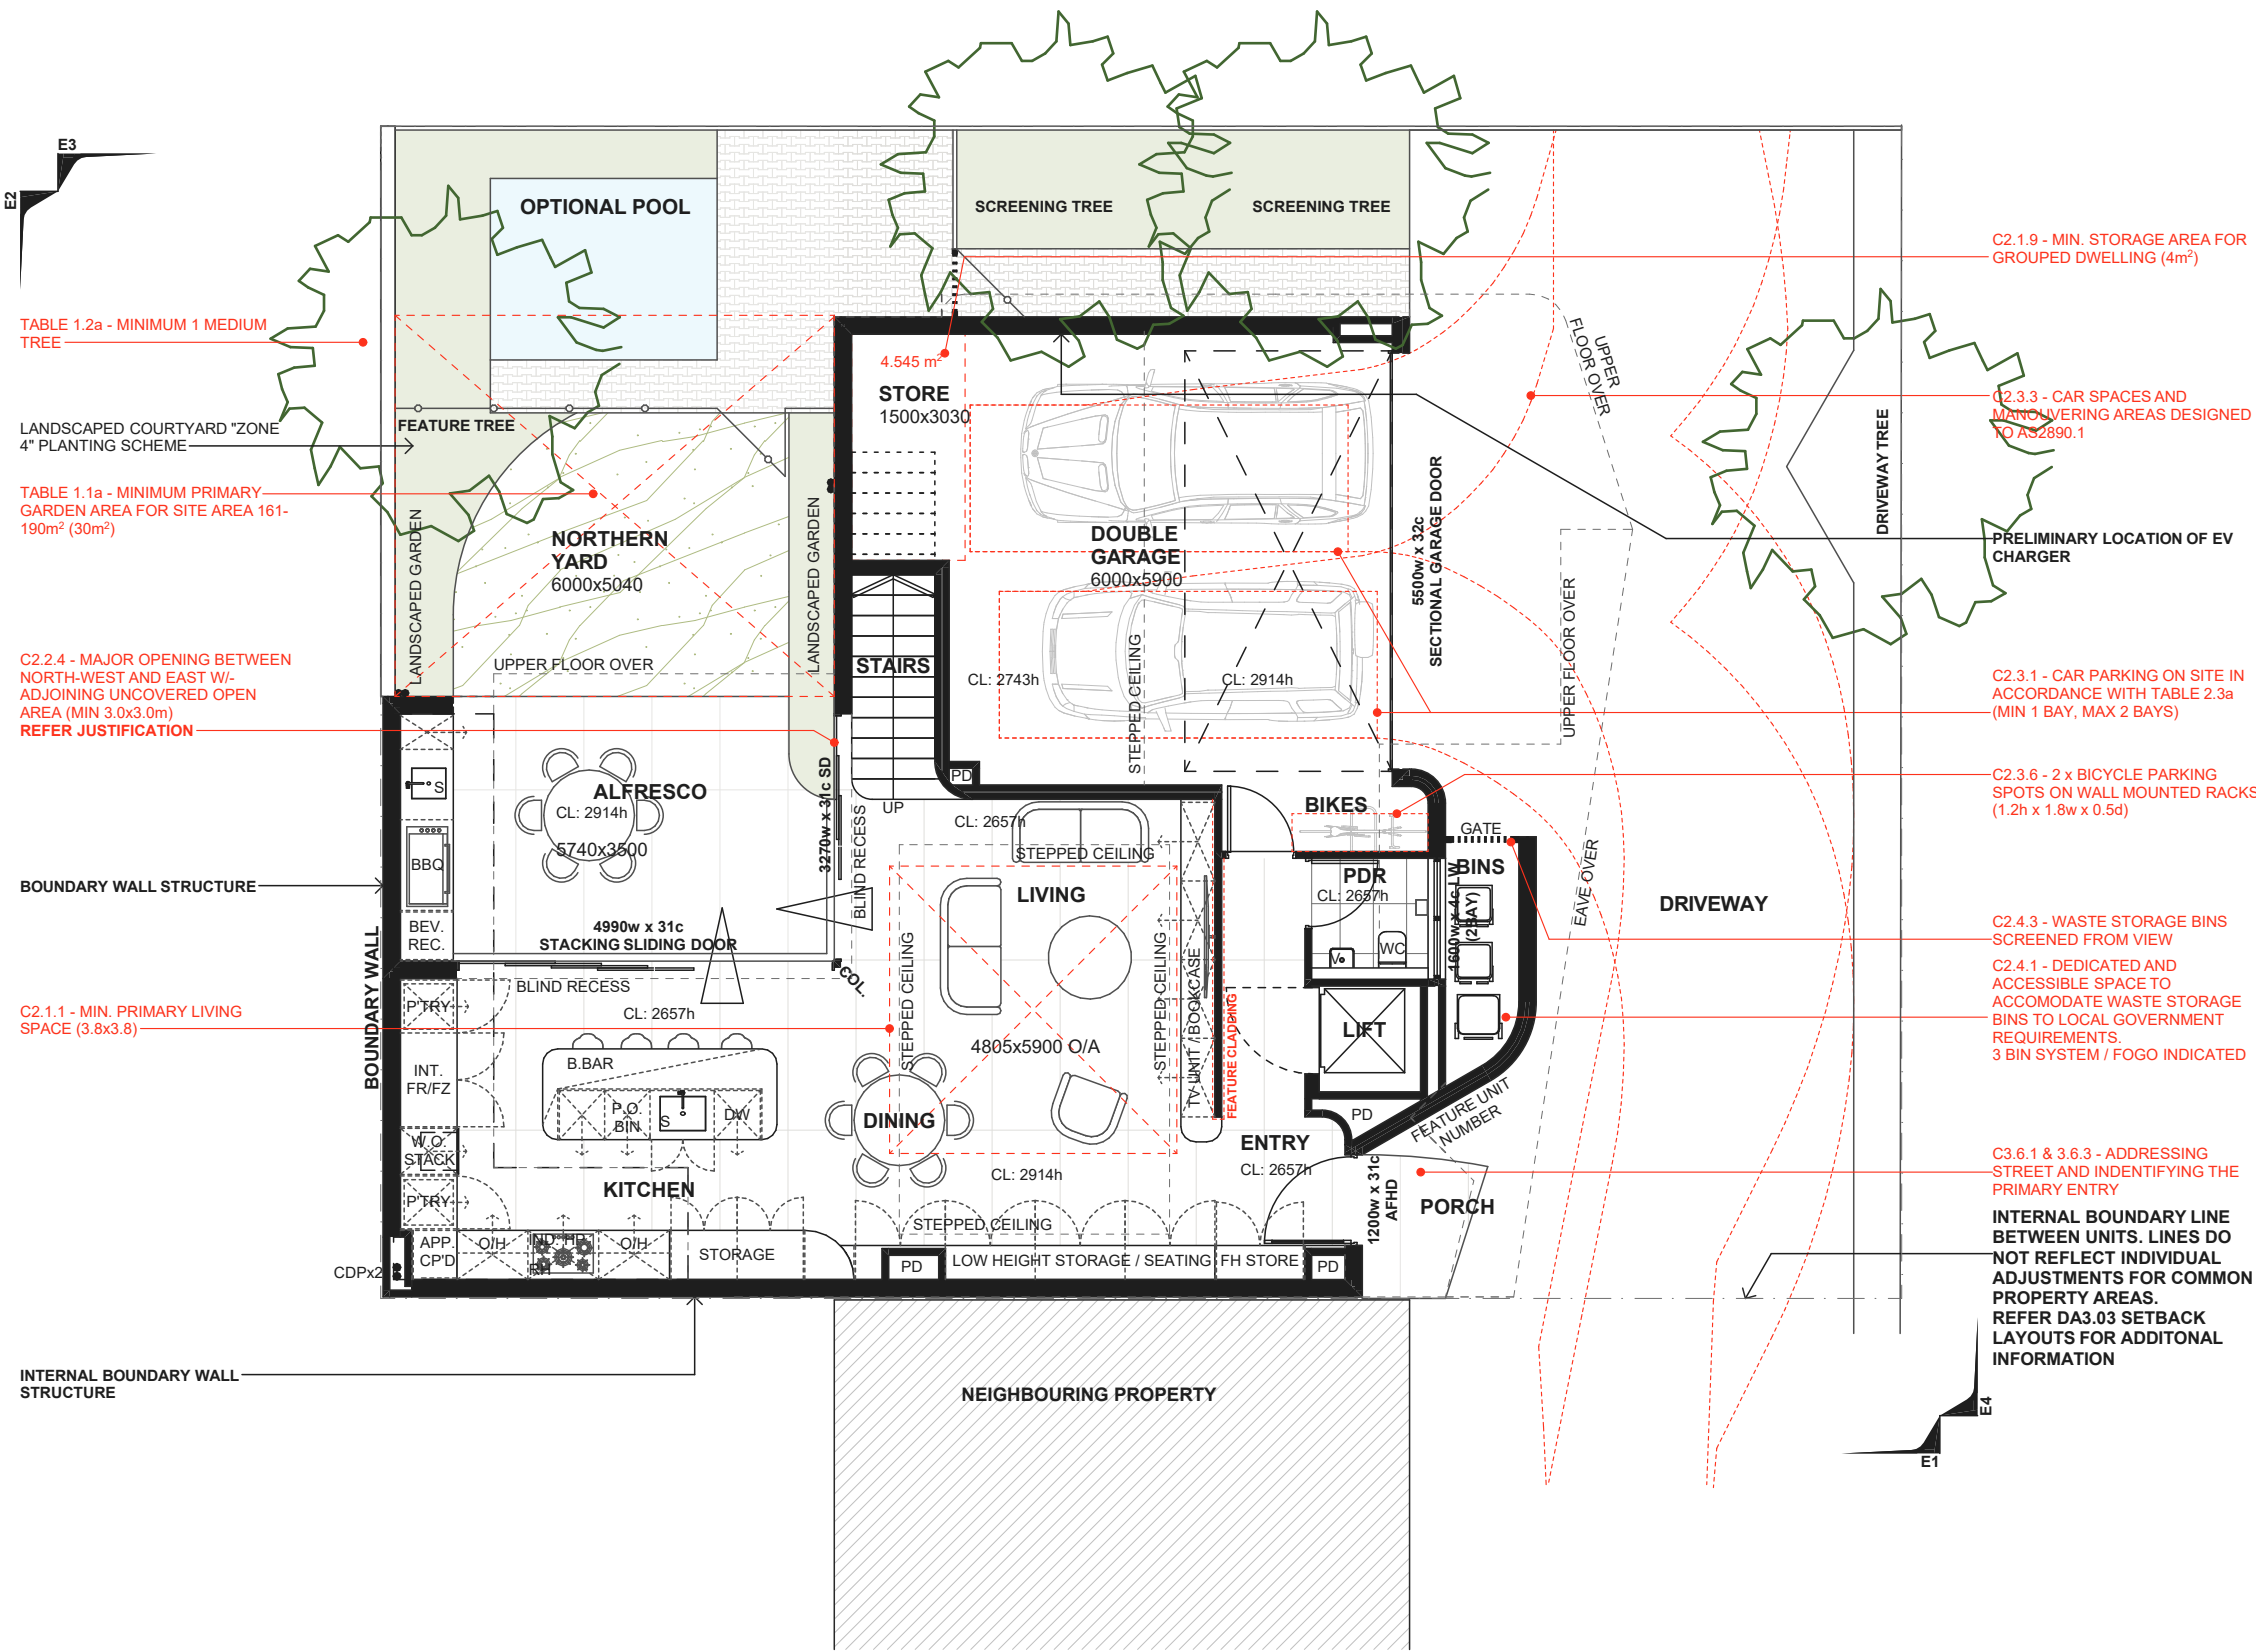 E3
E2
OPTIONAL POOL
SCREENING TREE
SCREENING TREE
C2.1.9 - MIN. STORAGE AREA FOR
GROUPED DWELLING (4m²)
TABLE 1.2a - MINIMUM 1 MEDIUM
TREE
UPPER
FLOOR OVER
4.545 m²
STORE
1500x3030
C2.3.3 - CAR SPACES AND
MANOUVERING AREAS DESIGNED
TO AS2890.1
DRIVEWAY TREE
LANDSCAPED COURTYARD "ZONE
4" PLANTING SCHEME
FEATURE TREE
TABLE 1.1a - MINIMUM PRIMARY
GARDEN AREA FOR SITE AREA 161-
190m² (30m²)
LANDSCAPED GARDEN
NORTHERN
YARD
6000x5040
LANDSCAPED GARDEN
DOUBLE
GARAGE
6000x5900
5500w x 32c
SECTIONAL GARAGE DOOR
PRELIMINARY LOCATION OF EV
CHARGER
C2.2.4 - MAJOR OPENING BETWEEN
NORTH-WEST AND EAST W/-
ADJOINING UNCOVERED OPEN
AREA (MIN 3.0x3.0m)
REFER JUSTIFICATION
UPPER FLOOR OVER
STAIRS
CL: 2743h
STEPPED CEILING
CL: 2914h
UPPER FLOOR OVER
C2.3.1 - CAR PARKING ON SITE IN
ACCORDANCE WITH TABLE 2.3a
(MIN 1 BAY, MAX 2 BAYS)
S
ALFRESCO
CL: 2914h
5740x3500
3270w x 31c SD
BLIND RECESS
UP
PD
CL: 2657h
STEPPED CEILING
BIKES
C2.3.6 - 2 x BICYCLE PARKING
SPOTS ON WALL MOUNTED RACKS
(1.2h x 1.8w x 0.5d)
GATE
BINS
BBQ
BOUNDARY WALL STRUCTURE
LIVING
PDR
CL: 2657h
1600w x 4c LW
(2 BAY)
EAVE OVER
DRIVEWAY
BEV.
REC.
4990w x 31c
STACKING SLIDING DOOR
C2.4.3 - WASTE STORAGE BINS
SCREENED FROM VIEW
V
WC
BOUNDARY WALL
COL.
STEPPED CEILING
STEPPED CEILING
TV UNIT / BOOKCASE
FEATURE CLADDING
C2.4.1 - DEDICATED AND
ACCESSIBLE SPACE TO
ACCOMODATE WASTE STORAGE
BINS TO LOCAL GOVERNMENT
REQUIREMENTS.
3 BIN SYSTEM / FOGO INDICATED
BLIND RECESS
P'TRY
CL: 2657h
C2.1.1 - MIN. PRIMARY LIVING
SPACE (3.8x3.8)
LIFT
4805x5900 O/A
INT.
FR/FZ
B.BAR
P.O.
BIN
S
DW
DINING
PD
FEATURE UNIT
NUMBER
W.O.
STACK
ENTRY
CL: 2657h
C3.6.1 & 3.6.3 - ADDRESSING
STREET AND INDENTIFYING THE
PRIMARY ENTRY
CL: 2914h
KITCHEN
P'TRY
1200w x 31c
AFHD
PORCH
STEPPED CEILING
INTERNAL BOUNDARY LINE
BETWEEN UNITS. LINES DO
NOT REFLECT INDIVIDUAL
ADJUSTMENTS FOR COMMON
PROPERTY AREAS.
REFER DA3.03 SETBACK
LAYOUTS FOR ADDITONAL
INFORMATION
APP.
CP'D
O/H
IND. HP
RH
O/H
STORAGE
PD
LOW HEIGHT STORAGE / SEATING
FH STORE
PD
CDPx2
INTERNAL BOUNDARY WALL
STRUCTURE
NEIGHBOURING PROPERTY
E4
E1